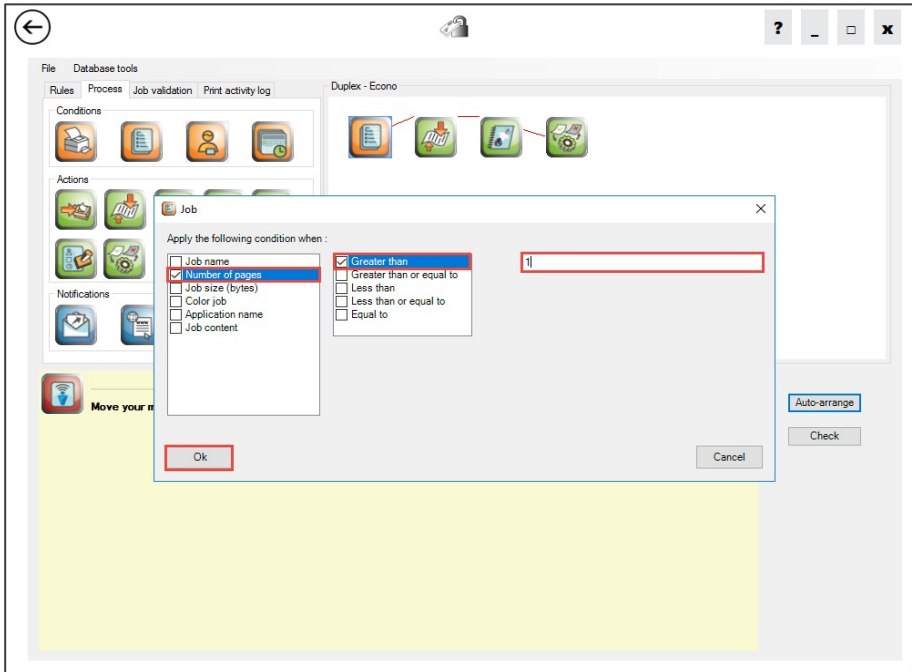 ?
_
□
x
File Database tools
Rules Process Job validation Print activity log
Duplex - Econo
Conditions
Actions
Job
Apply the following condition when :
Job name
Number of pages
Job size (bytes)
Color job
Application name
Job content
Greater than
Greater than or equal to
Less than
Less than or equal to
Equal to
1
Ok
Cancel
Notifications
Move your
Auto-arrange
Check